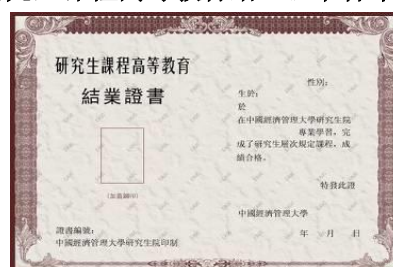 研究生課程高等教育
結業證書
(加蓋鋼印)
證書編號：
中國經濟管理大學研究生院印制
性別：
生於：
於
在中國經濟管理大學研究生院
專業學習，完
成了研究生層次規定課程，成
績合格。
特發此證
中國經濟管理大學
年 月 日